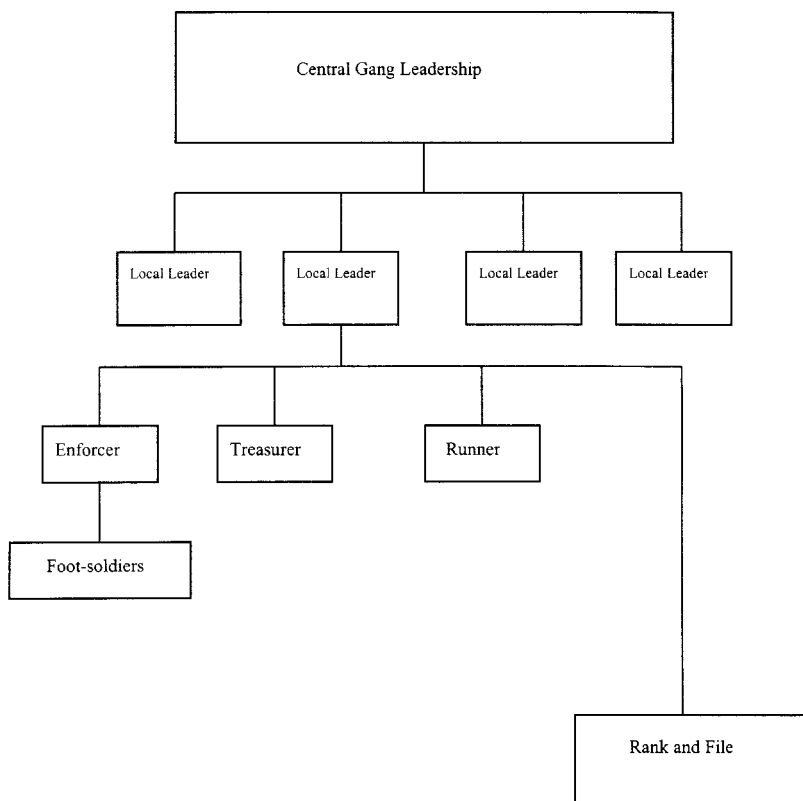 Central Gang Leadership
Local Leader
Local Leader
Local Leader
Local Leader
Enforcer
Treasurer
Runner
Foot-soldiers
Rank and File